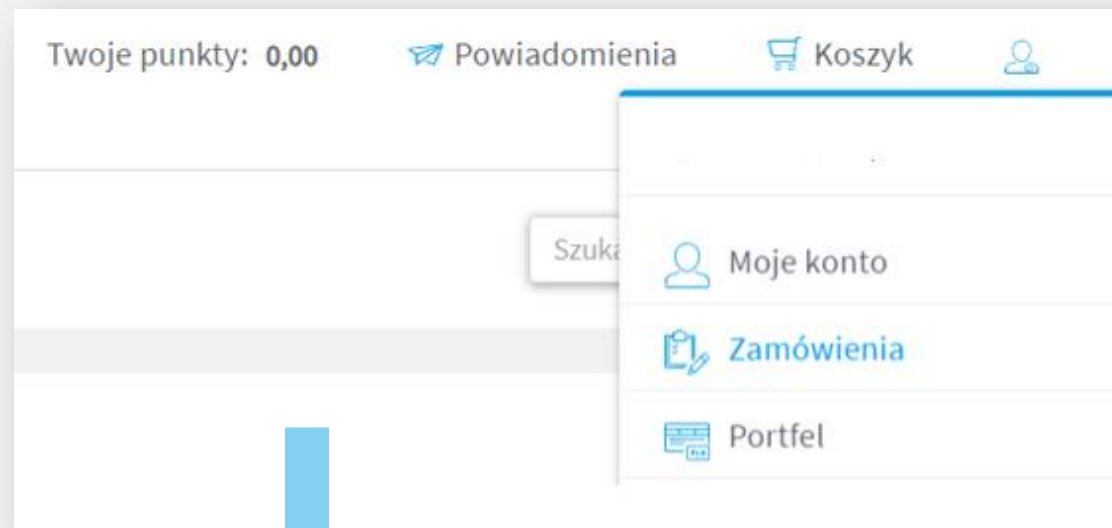 Twoje punkty: 0,00 Powiadomienia Koszyk
Szuka
Moje konto
Zamówienia
Portfel